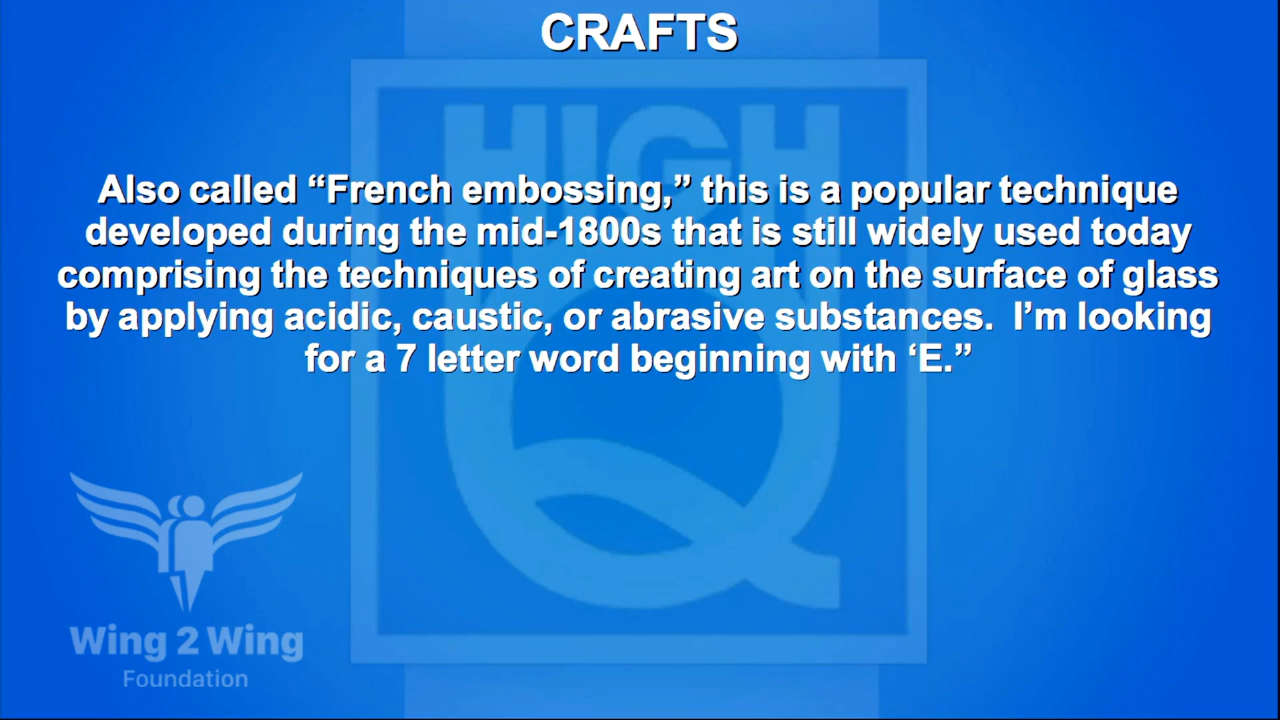 CRAFTS
Also called “French embossing,” this is a popular technique
developed during the mid-1800s that is still widely used today
comprising the techniques of creating art on the surface of glass
by applying acidic, caustic, or abrasive substances.  I’m looking
for a 7 letter word beginning with ‘E.”
HIGH
Q
Wing 2 Wing
Foundation